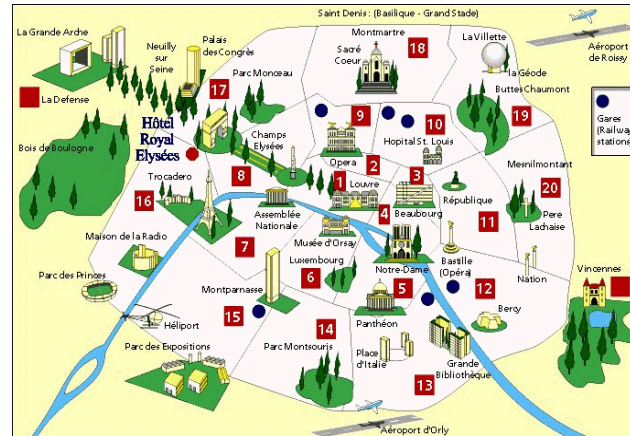 Saint Denis : (Basilique - Grand Stade)
La Grande Arche
Neuilly
sur
Seine
Palais
des Congrès
Montmartre
Sacré
Coeur
18
La Villette
la Géode
Aéroport
de Roissy
La Defense
17
Parc Monceau
Buttes Chaumont
19
9
10
Gares
(Railway
stations
Hôtel
Royal
Elysées
Champs
Elysées
Opera
Hopital St. Louis
2
Bois de Boulogne
Mesnilmontant
8
1
Louvre
3
Trocadero
16
République
20
Pere
Lachaise
Assemblée
Nationale
4
Beaubourg
11
Musée d'Orsay
Maison de la Radio
7
Luxembourg
6
Notre-Dame
Bastille
(Opéra)
Nation
Vincennes
Parc des Princes
Montparnasse
5
12
15
Panthéon
Bercy
Héliport
14
Parc des Expositions
Parc Montsouris
Place
d'Italie
Grande
Bibliothèque
13
Aéroport d'Orly